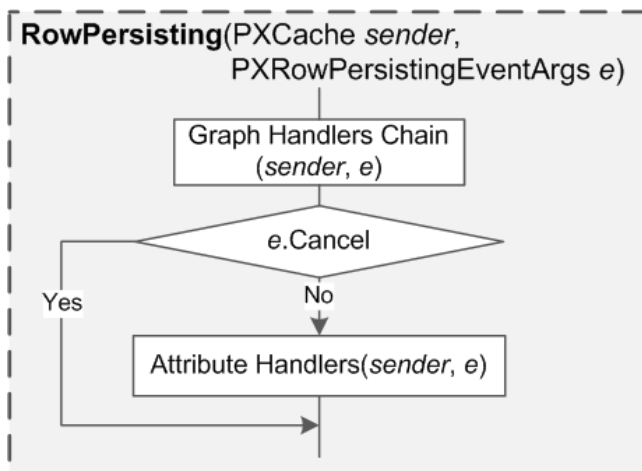 RowPersisting(PXCache sender,
PXRowPersistingEventArgs e)
Graph Handlers Chain
(sender, e)
e.Cancel
Yes
No
Attribute Handlers(sender, e)